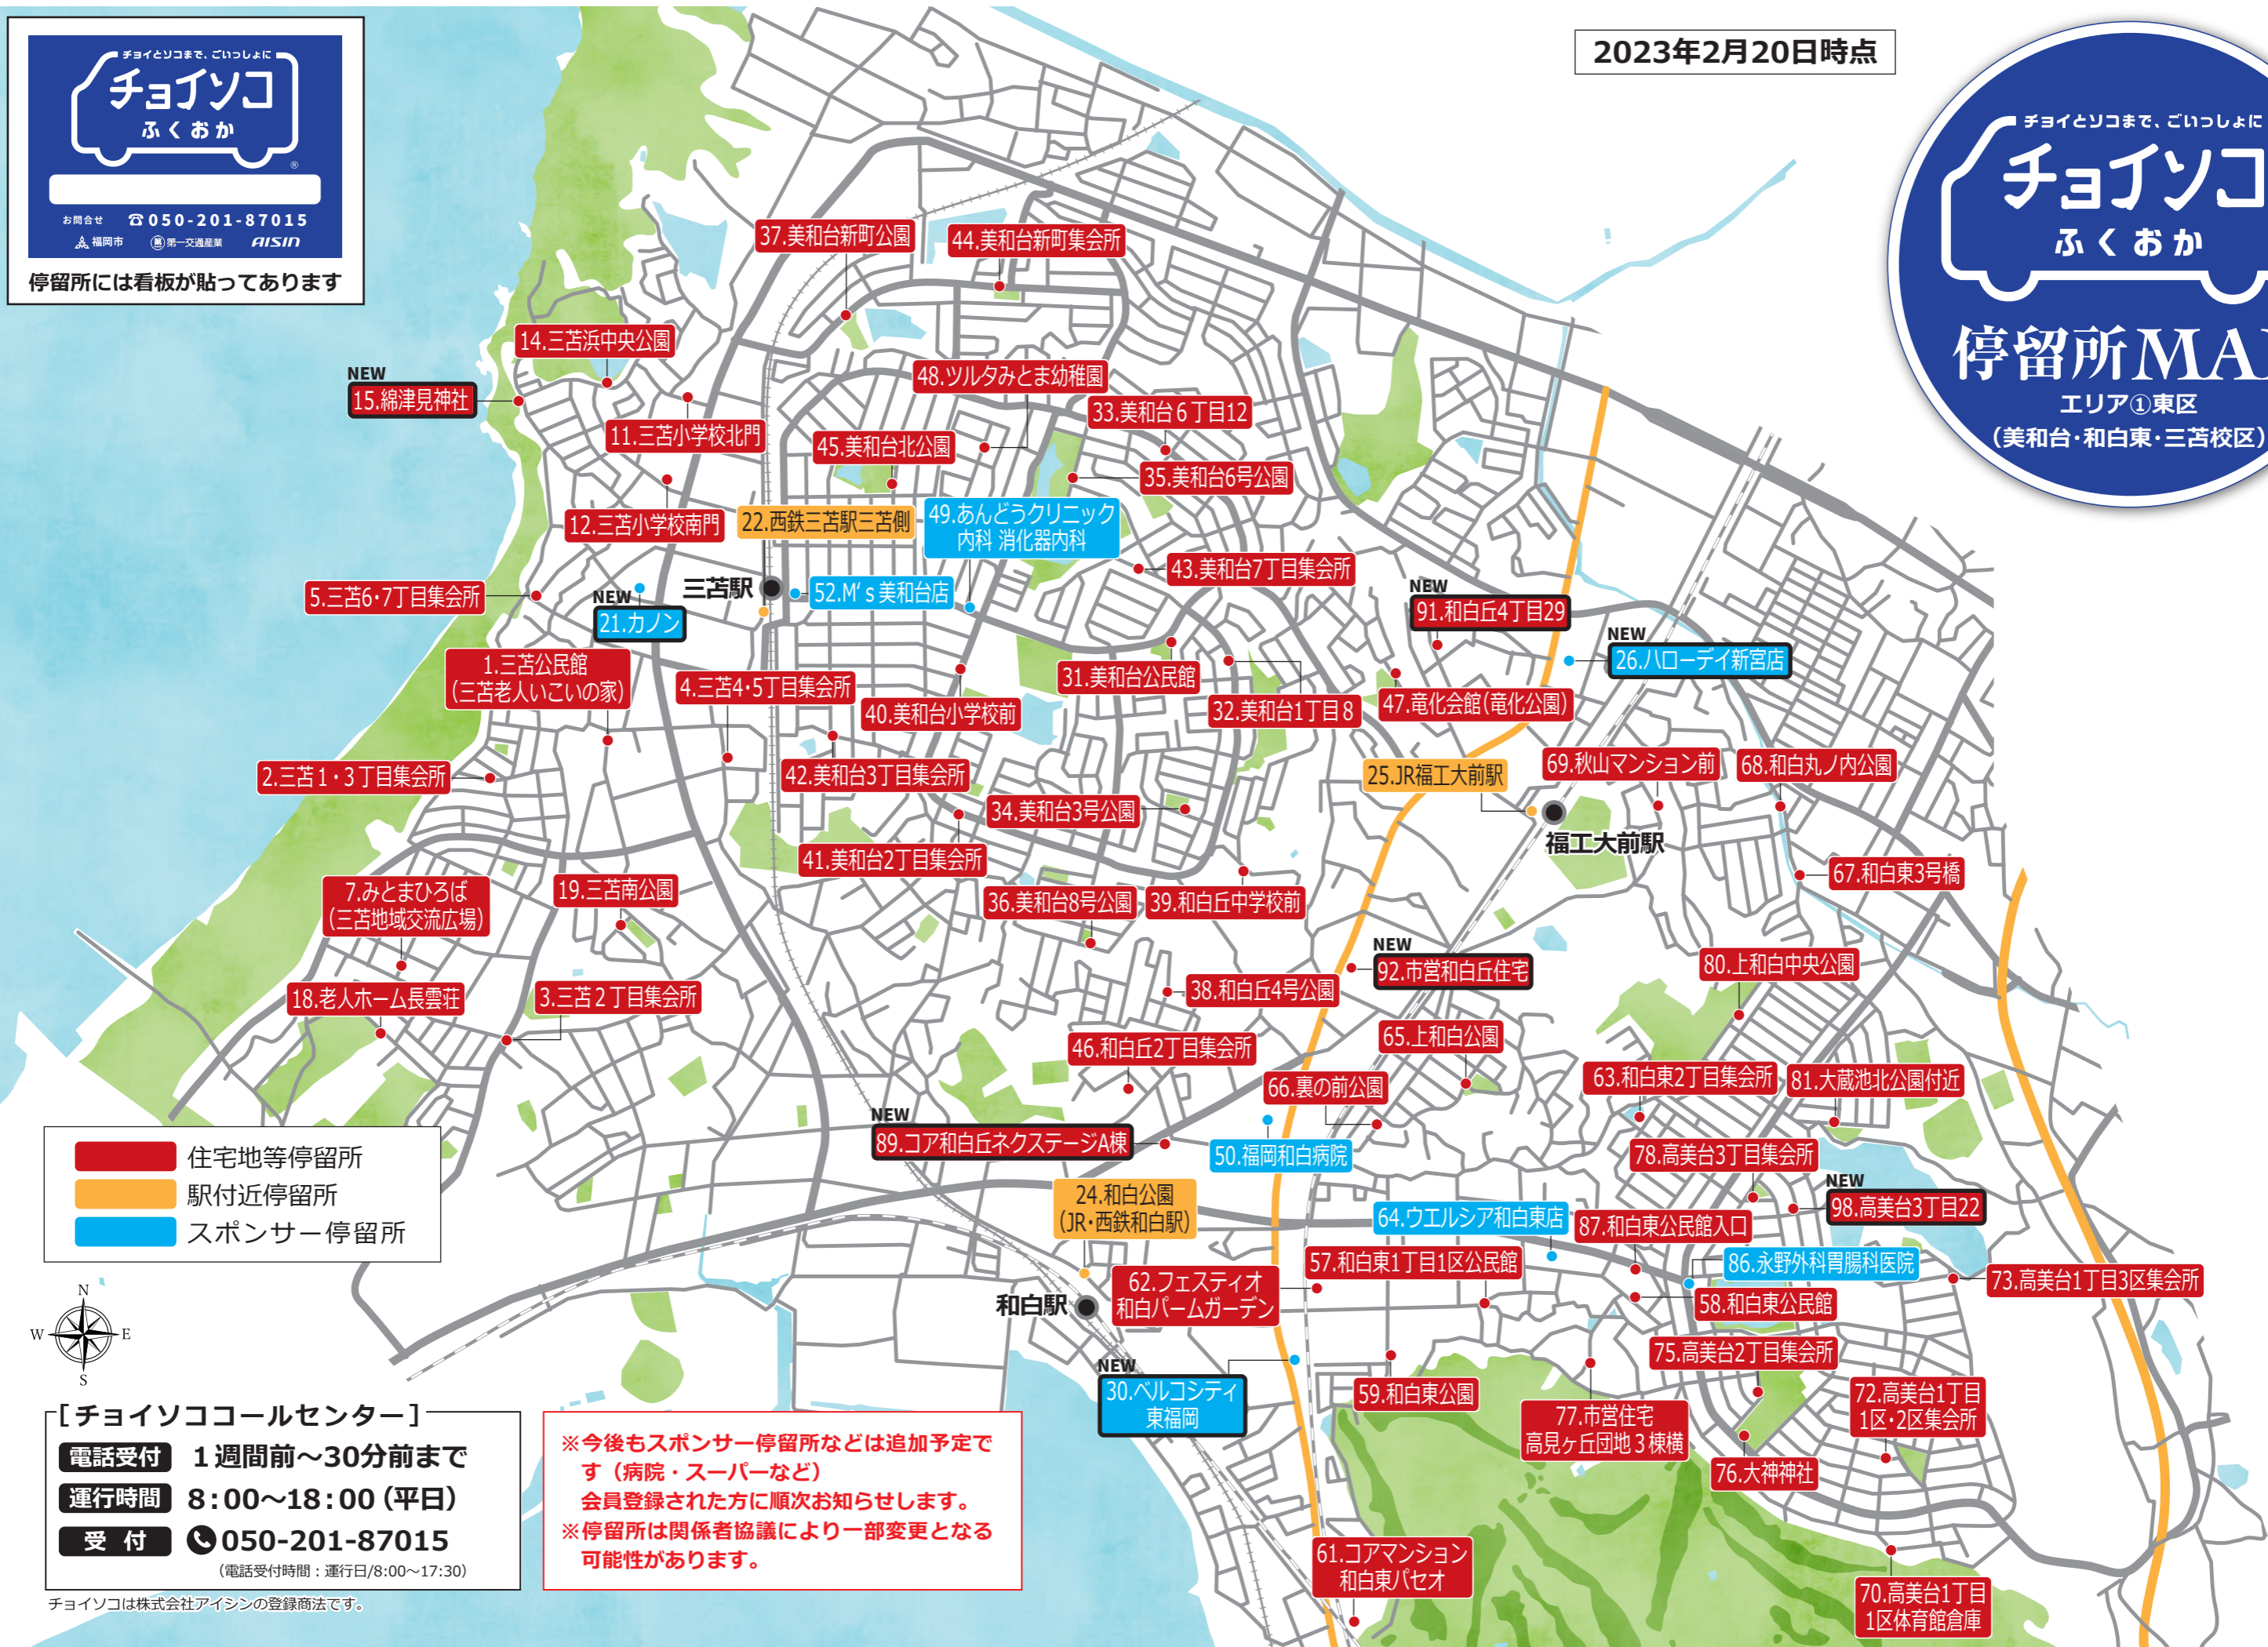 チョイとソコまで、ごいっしょに
チョイソコ
ふくおか
®
お問合せ ☎050-201-87015
福岡市 第一交通産業 AISIN
停留所には看板が貼ってあります
2023年2月20日時点
チョイとソコまで、ごいっしょに
チョイソコ
ふくおか
停留所MA
エリア①東区
(美和台・和白東・三苫校区)
37.美和台新町公園
44.美和台新町集会所
14.三苫浜中央公園
NEW
15.綿津見神社
48.ツルタみとま幼稚園
33.美和台6丁目12
11.三苫小学校北門
45.美和台北公園
35.美和台6号公園
12.三苫小学校南門
22.西鉄三苫駅三苫側
49.あんどうクリニック
内科 消化器内科
43.美和台7丁目集会所
5.三苫6・7丁目集会所
NEW
21.カノン
三苫駅
52.M's美和台店
NEW
91.和白丘4丁目29
NEW
26.ハローデイ新宮店
1.三苫公民館
(三苫老人いこいの家)
4.三苫4・5丁目集会所
40.美和台小学校前
31.美和台公民館
32.美和台1丁目8
47.竜化会館(竜化公園)
2.三苫1・3丁目集会所
42.美和台3丁目集会所
25.JR福工大前駅
69.秋山マンション前
68.和白丸ノ内公園
34.美和台3号公園
福工大前駅
41.美和台2丁目集会所
67.和白東3号橋
7.みとまひろば
(三苫地域交流広場)
19.三苫南公園
36.美和台8号公園
39.和白丘中学校前
NEW
92.市営和白丘住宅
80.上和白中央公園
18.老人ホーム長雲荘
3.三苫2丁目集会所
38.和白丘4号公園
65.上和白公園
46.和白丘2丁目集会所
66.裏の前公園
63.和白東2丁目集会所
81.大蔵池北公園付近
NEW
89.コア和白丘ネクステージA棟
50.福岡和白病院
78.高美台3丁目集会所
NEW
98.高美台3丁目22
住宅地等停留所
駅付近停留所
スポンサー停留所
24.和白公園
(JR・西鉄和白駅)
64.ウエルシア和白東店
87.和白東公民館入口
57.和白東1丁目1区公民館
86.永野外科胃腸科医院
73.高美台1丁目3区集会所
62.フェスティオ
和白パームガーデン
和白駅
58.和白東公民館
N
W E
S
75.高美台2丁目集会所
NEW
30.ベルコシティ
東福岡
59.和白東公園
72.高美台1丁目
1区・2区集会所
77.市営住宅
高見ヶ丘団地3棟横
76.大神神社
[チョイソココールセンター]
電話受付 1週間前～30分前まで
運行時間 8:00～18:00(平日)
受付 050-201-87015
(電話受付時間:運行日/8:00～17:30)
チョイソコは株式会社アイシンの登録商法です。
※今後もスポンサー停留所などは追加予定で
す(病院・スーパーなど)
会員登録された方に順次お知らせします。
※停留所は関係者協議により一部変更となる
可能性があります。
61.コアマンション
和白東パセオ
70.高美台1丁目
1区体育館倉庫